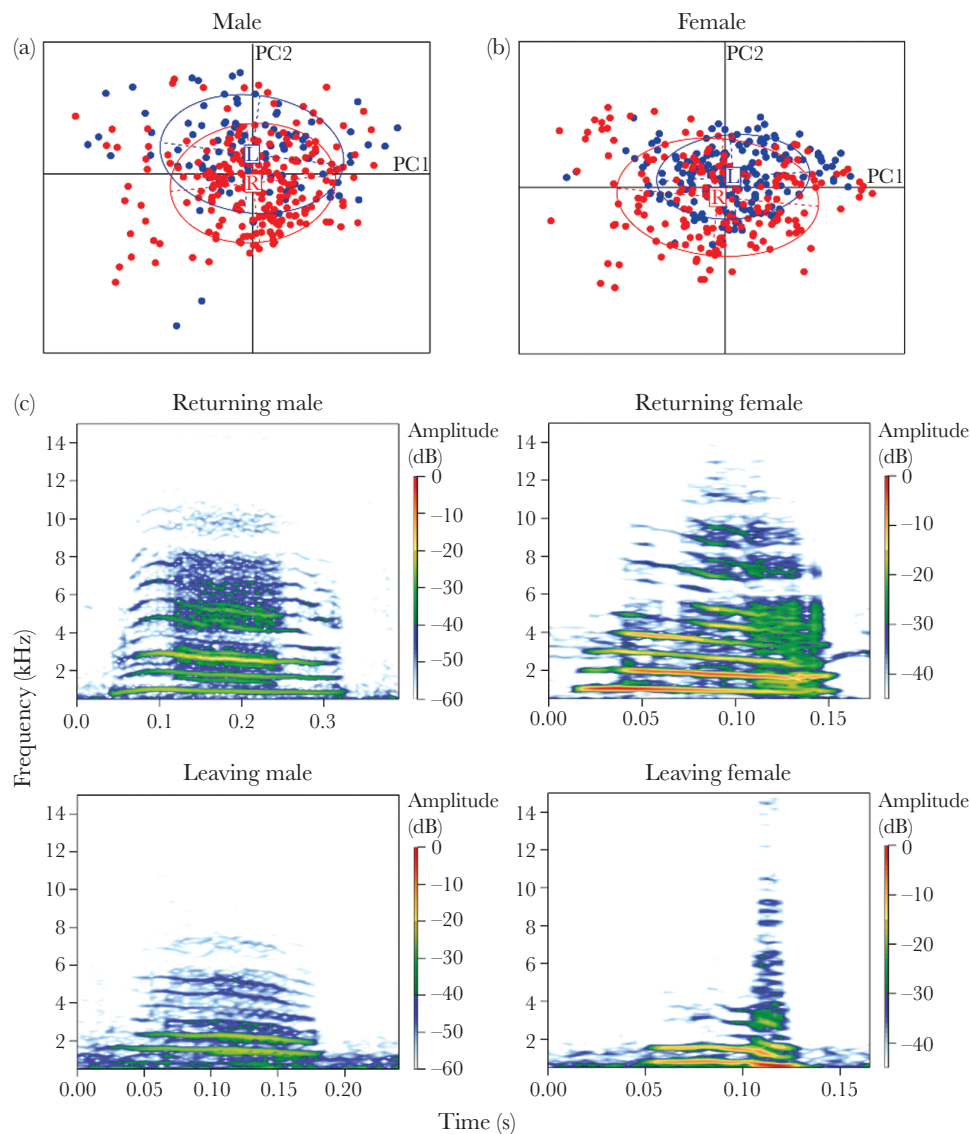 Male
(a)
PC2
L
R
PC1
Female
(b)
PC2
L
R
PC1
(c)
Returning male
Amplitude
(dB)
14
12
10
8
6
4
2
0.0 0.1 0.2 0.3
0
–10
–20
–30
–40
–50
–60
Returning female
Amplitude
(dB)
14
12
10
8
6
4
2
0.00 0.05 0.10 0.15
0
–10
–20
–30
–40
Frequency (kHz)
Leaving male
Amplitude
(dB)
14
12
10
8
6
4
2
0.00 0.05 0.10 0.15 0.20
0
–10
–20
–30
–40
–50
–60
Leaving female
Amplitude
(dB)
14
12
10
8
6
4
2
0.00 0.05 0.10 0.15
0
–10
–20
–30
–40
Time (s)